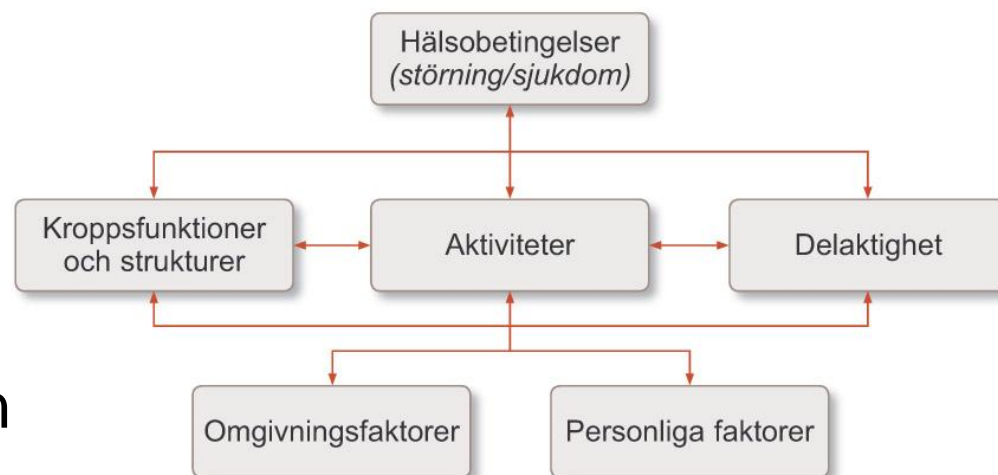 Hälsobetingelser
(störning/sjukdom)
Kroppsfunktioner
och strukturer
Aktiviteter
Delaktighet
Omgivningsfaktorer
Personliga faktorer